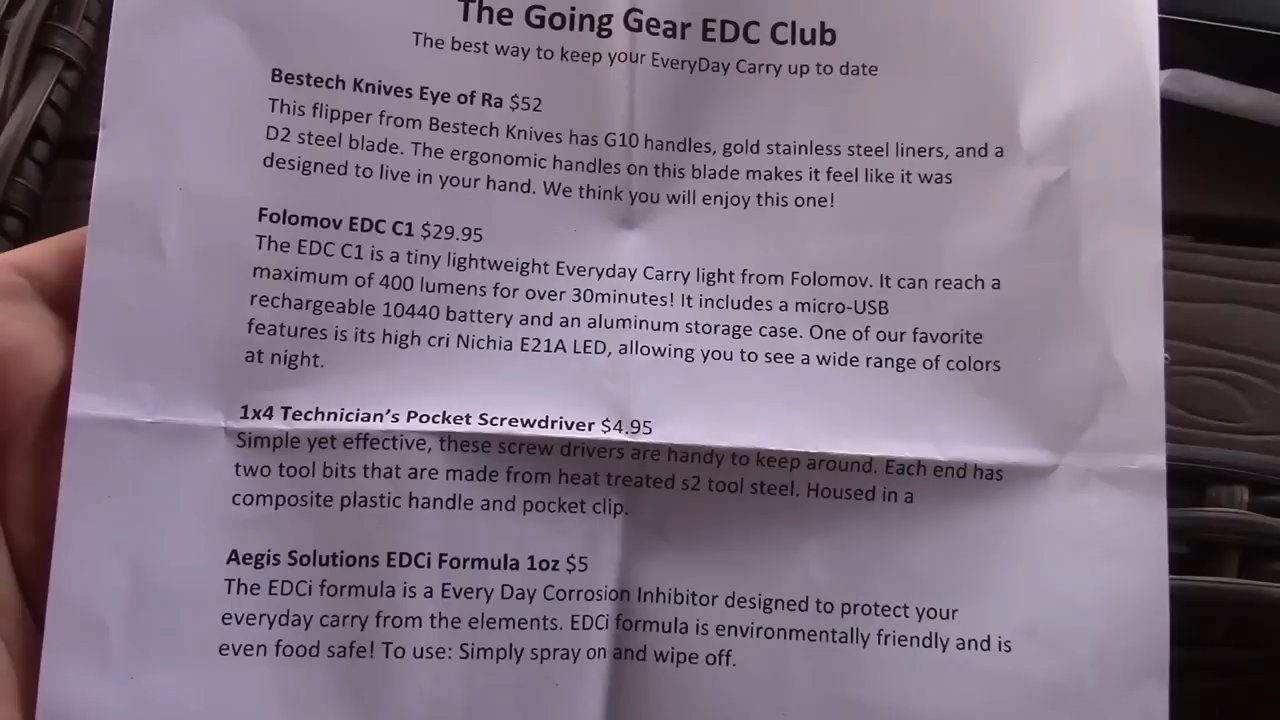 The Going Gear EDC Club
The best way to keep your EveryDay Carry up to date
Bestech Knives Eye of Ra $52
This flipper from Bestech Knives has G10 handles, gold stainless steel liners, and a
D2 steel blade. The ergonomic handles on this blade makes it feel like it was
designed to live in your hand. We think you will enjoy this one!
Folomov EDC C1 $29.95
The EDC C1 is a tiny lightweight Everyday Carry light from Folomov. It can reach a
maximum of 400 lumens for over 30minutes! It includes a micro-USB
rechargeable 10440 battery and an aluminum storage case. One of our favorite
features is its high cri Nichia E21A LED, allowing you to see a wide range of colors
at night.
1x4 Technician's Pocket Screwdriver $4.95
Simple yet effective, these screw drivers are handy to keep around. Each end has
two tool bits that are made from heat treated s2 tool steel. Housed in a
composite plastic handle and pocket clip.
Aegis Solutions EDCi Formula 1oz $5
The EDCi formula is a Every Day Corrosion Inhibitor designed to protect your
everyday carry from the elements. EDCi formula is environmentally friendly and is
even food safe! To use: Simply spray on and wipe off.